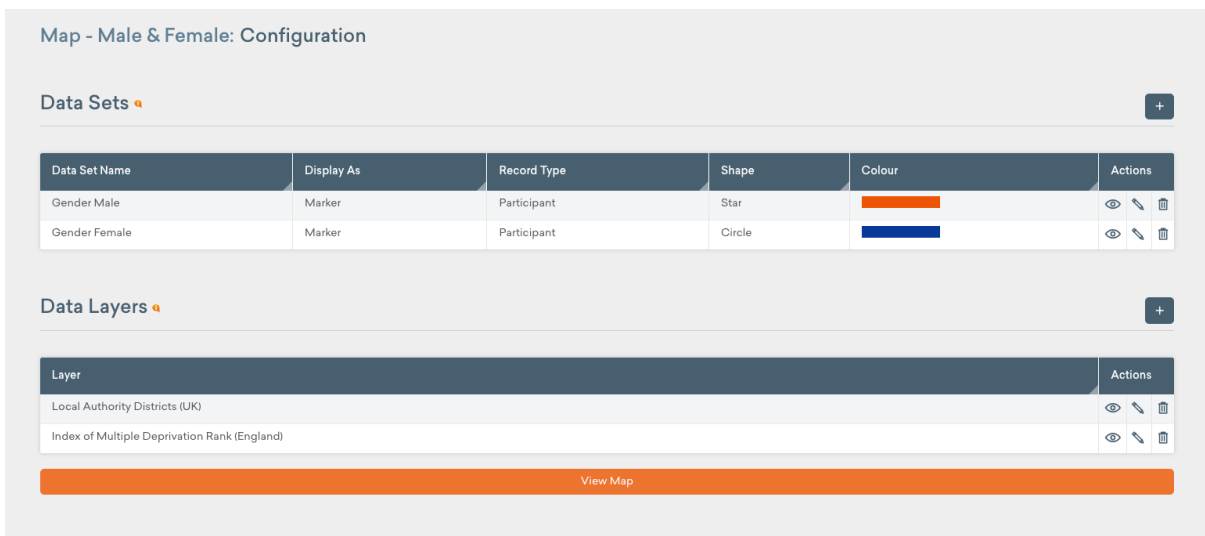 Map - Male & Female: Configuration
Data Sets
+
Data Set Name Display As Record Type Shape Colour Actions
Gender Male Marker Participant Star
Gender Female Marker Participant Circle
Data Layers
+
Layer Actions
Local Authority Districts (UK)
Index of Multiple Deprivation Rank (England)
View Map